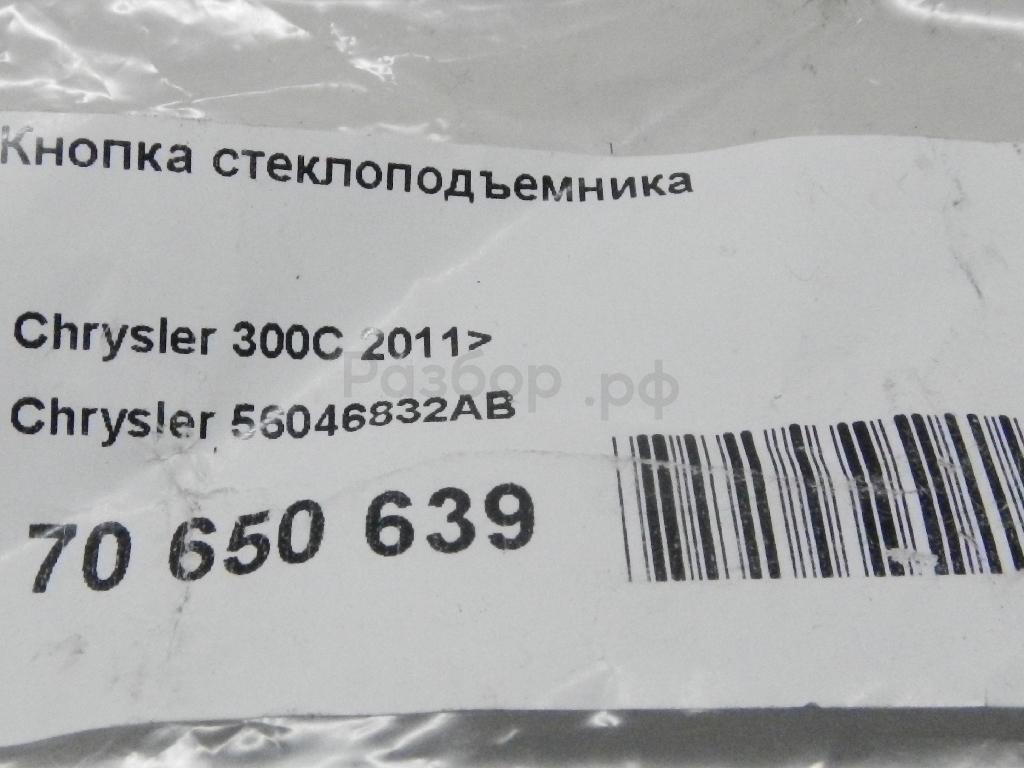 Кнопка стеклоподъемника
Chrysler 300C 2011>
Разбор.рф
Chrysler 56046832AB
70 650 639